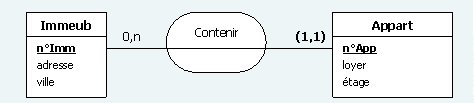 Immeub
n°Imm
adresse
ville
0,n
Contenir
(1,1)
Appart
n°App
loyer
étage